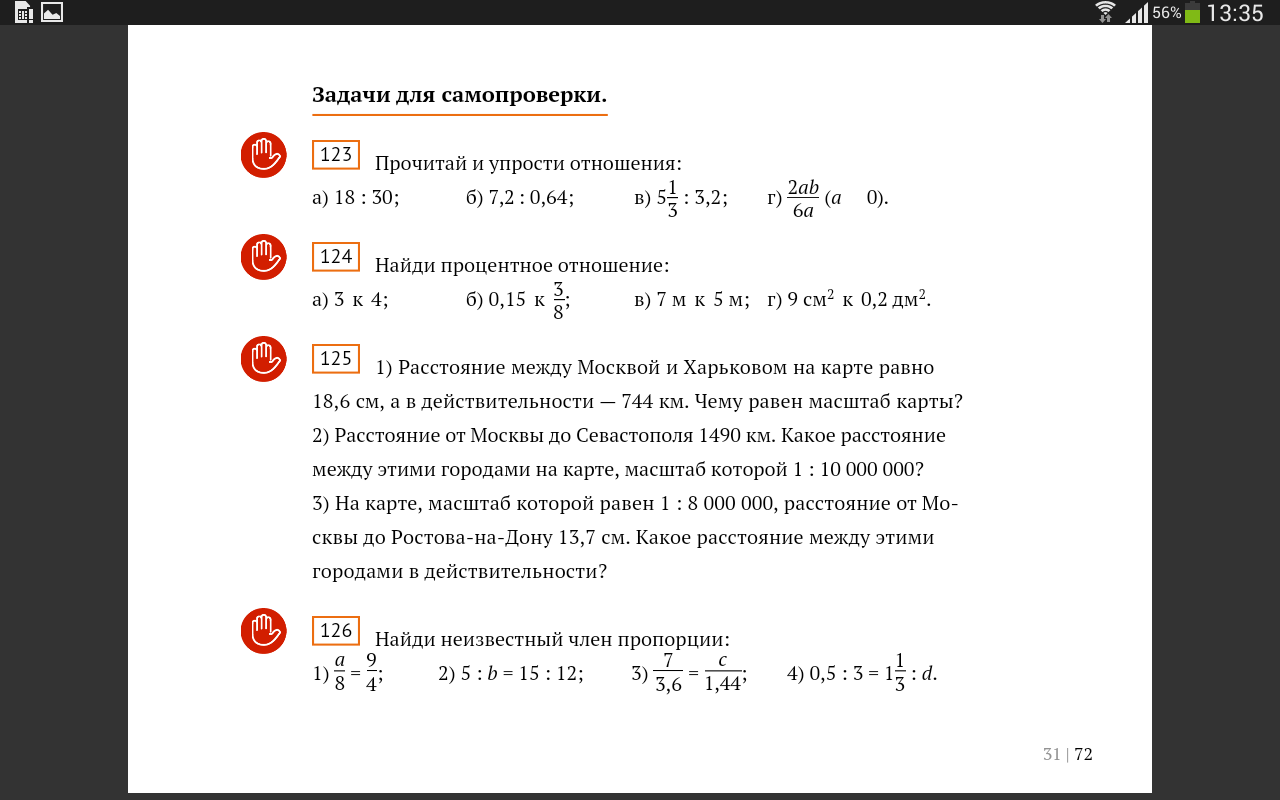 56% 13:35
Задачи для самопроверки.
123 Прочитай и упрости отношения:
а) 18 : 30; б) 7,2 : 0,64; в) 5 1/3 : 3,2; г) 2ab/6a (a 0).
124 Найди процентное отношение:
а) 3 к 4; б) 0,15 к 3/8; в) 7 м к 5 м; г) 9 см² к 0,2 дм².
125 1) Расстояние между Москвой и Харьковом на карте равно
18,6 см, а в действительности — 744 км. Чему равен масштаб карты?
2) Расстояние от Москвы до Севастополя 1490 км. Какое расстояние
между этими городами на карте, масштаб которой 1 : 10 000 000?
3) На карте, масштаб которой равен 1 : 8 000 000, расстояние от Мо-
сквы до Ростова-на-Дону 13,7 см. Какое расстояние между этими
городами в действительности?
126 Найди неизвестный член пропорции:
1) a/8 = 9/4; 2) 5 : b = 15 : 12; 3) 7/3,6 = c/1,44; 4) 0,5 : 3 = 1 1/3 : d.
31 | 72